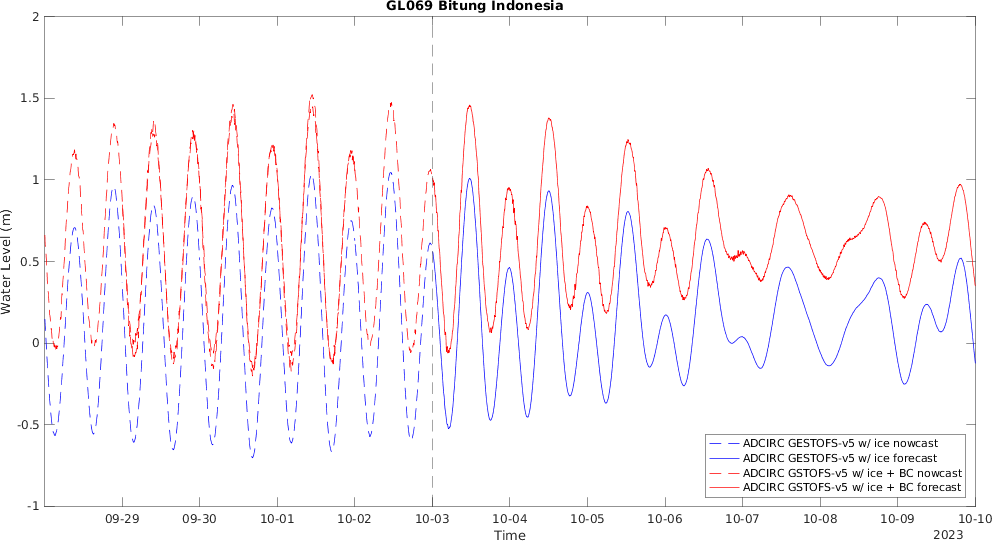 GL069 Bitung Indonesia
2
1.5
1
0.5
0
-0.5
-1
Water Level (m)
09-29 09-30 10-01 10-02 10-03 10-04 10-05 10-06 10-07 10-08 10-09 10-10
Time
2023
ADCIRC GESTOFS-v5 w/ ice nowcast
ADCIRC GESTOFS-v5 w/ ice forecast
ADCIRC GSTOFS-v5 w/ ice + BC nowcast
ADCIRC GSTOFS-v5 w/ ice + BC forecast